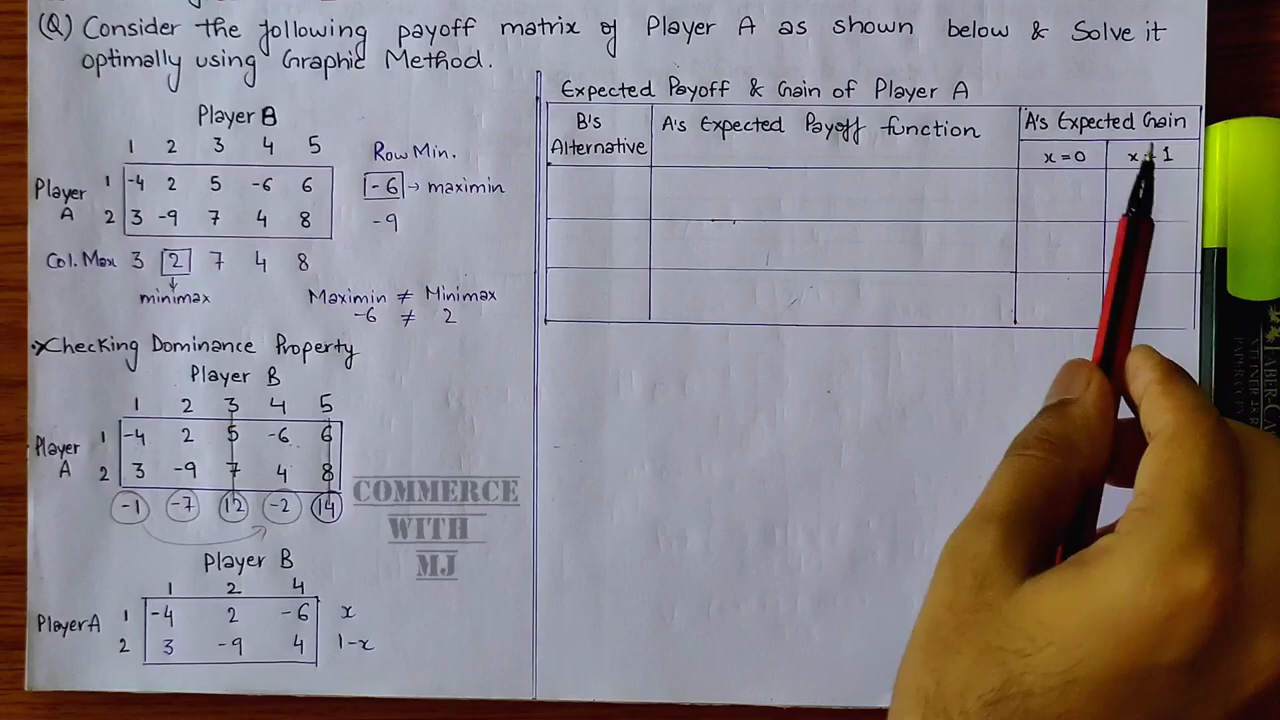 (Q) Consider the following payoff matrix of Player A as shown below & Solve it
optimally using Graphic Method.
Player B
1 2 3 4 5
Row Min.
Player A
1 -4 2 5 -6 6 -6 → maximin
2 3 -9 7 4 8 -9
Col. Max 3 2 7 4 8
minimax
Maximin ≠ Minimax
-6 ≠ 2
Checking Dominance Property
Player B
1 2 3 4 5
Player A
1 -4 2 5 -6 6
2 3 -9 7 4 8
-1 -7 12 -2 14
Player B
1 2 4
Player A
1 -4 2 -6 x
2 3 -9 4 1-x
COMMERCE
WITH
MJ
Expected Payoff & Gain of Player A
B's Alternative
A's Expected Payoff function
A's Expected Gain
x=0
x=1